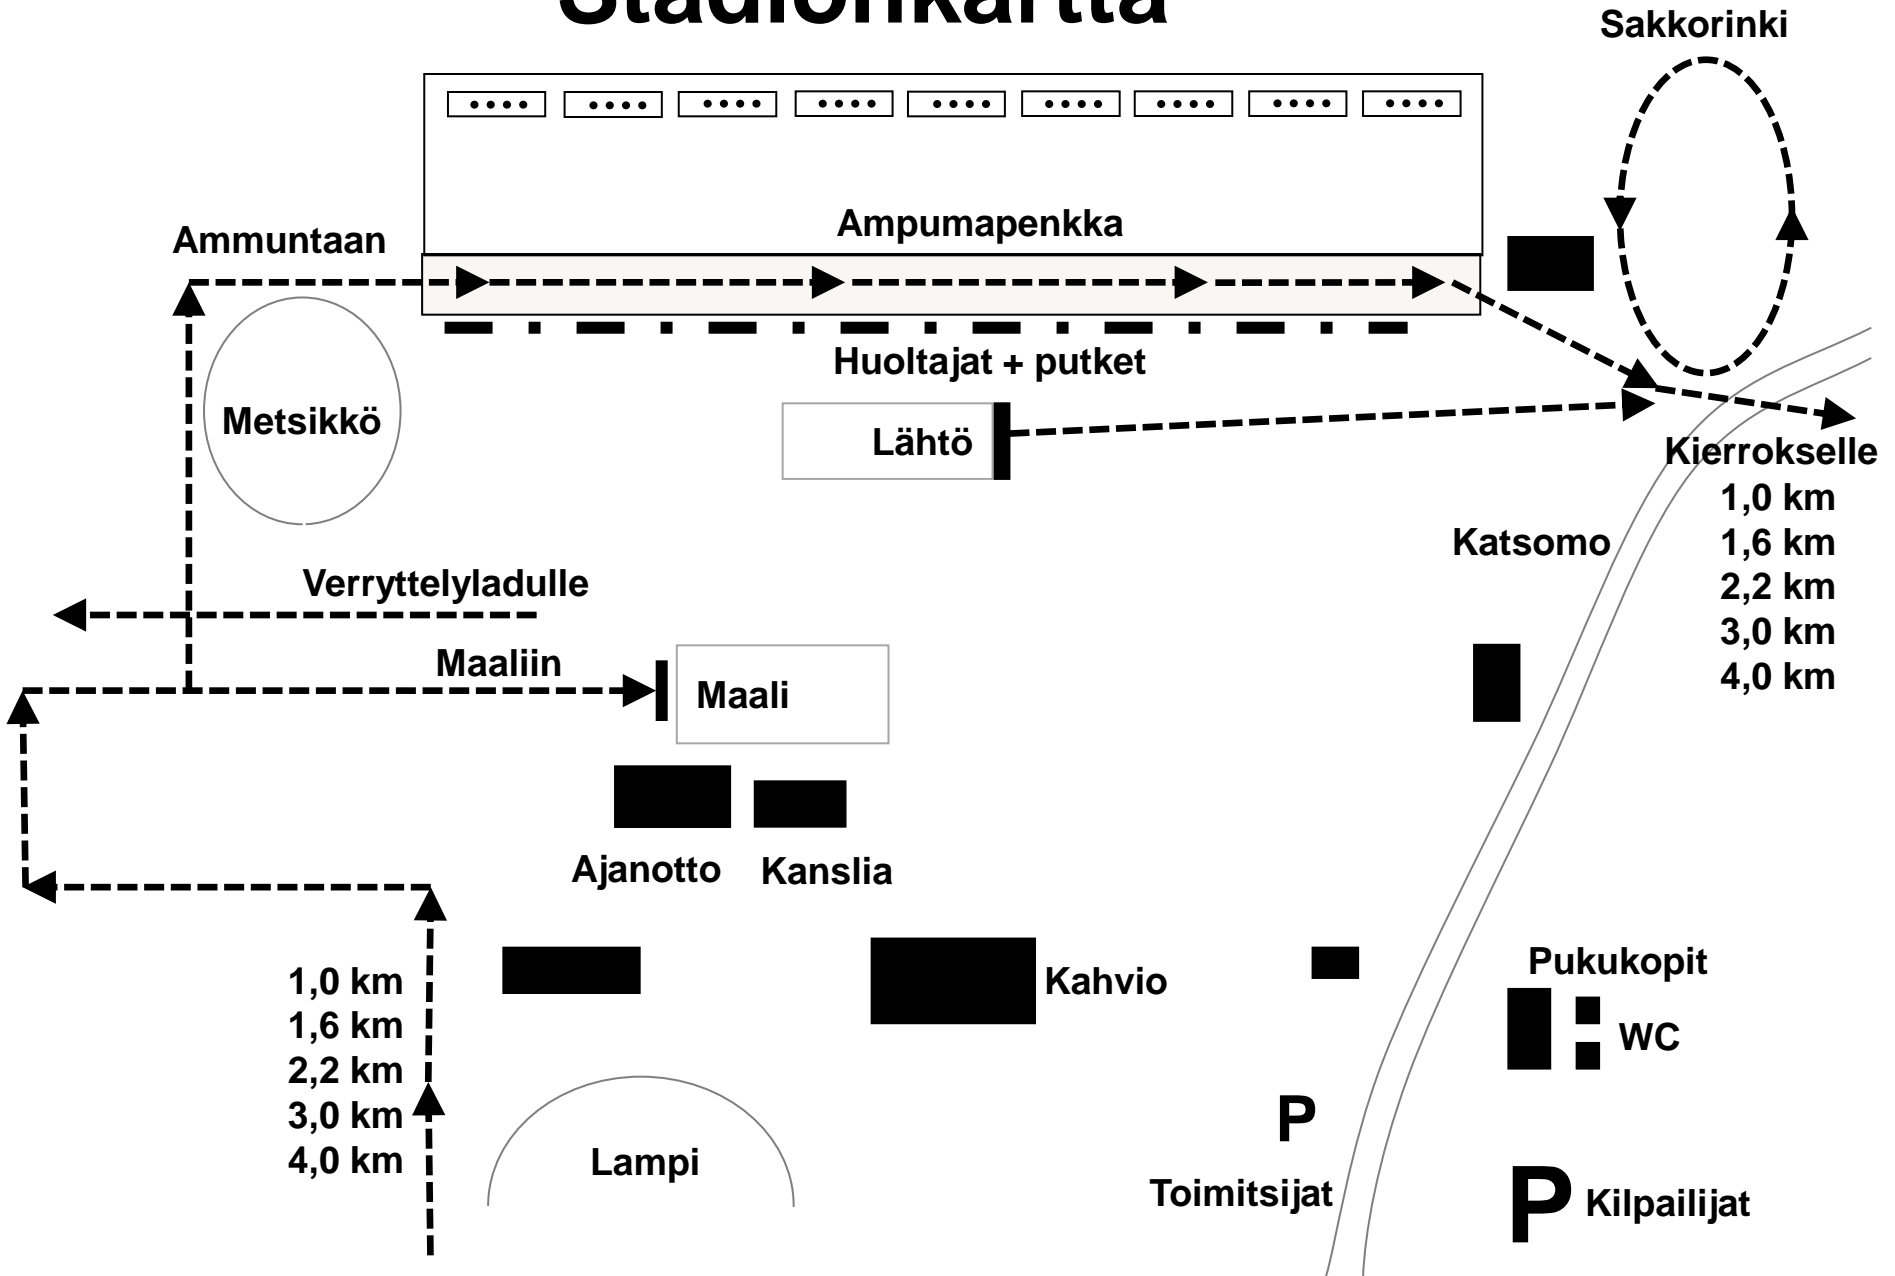 Stadionkartta
Sakkorinki
Ampumapenkka
Ammuntaan
Huoltajat + putket
Metsikkö
Lähtö
Kierrokselle
1,0 km
1,6 km
2,2 km
3,0 km
4,0 km
Katsomo
Verryttelyladulle
Maaliin
Maali
Ajanotto
Kanslia
1,0 km
1,6 km
2,2 km
3,0 km
4,0 km
Kahvio
Pukukopit
WC
P
Lampi
Toimitsijat
P Kilpailijat